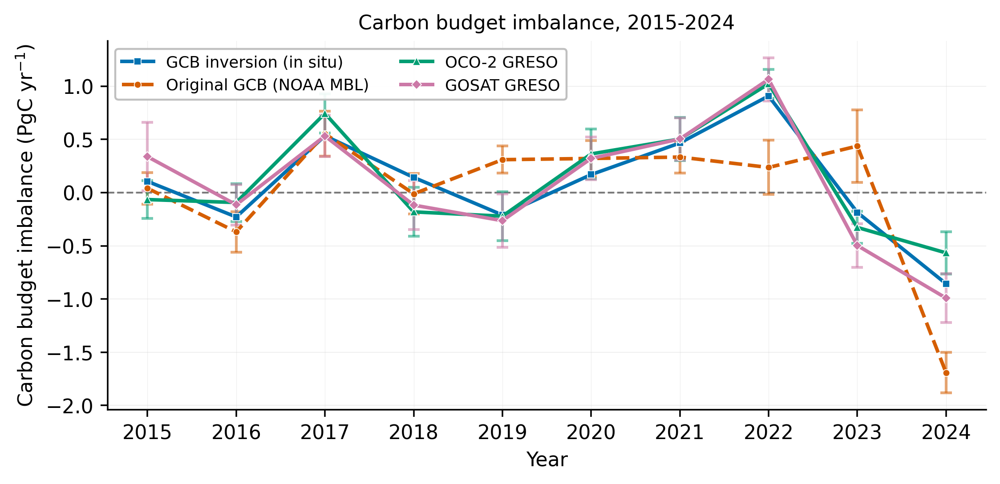 Carbon budget imbalance, 2015-2024
Carbon budget imbalance (PgC yr⁻¹)
GCB inversion (in situ)
Original GCB (NOAA MBL)
OCO-2 GRESO
GOSAT GRESO
1.0
0.5
0.0
−0.5
−1.0
−1.5
−2.0
2015 2016 2017 2018 2019 2020 2021 2022 2023 2024
Year